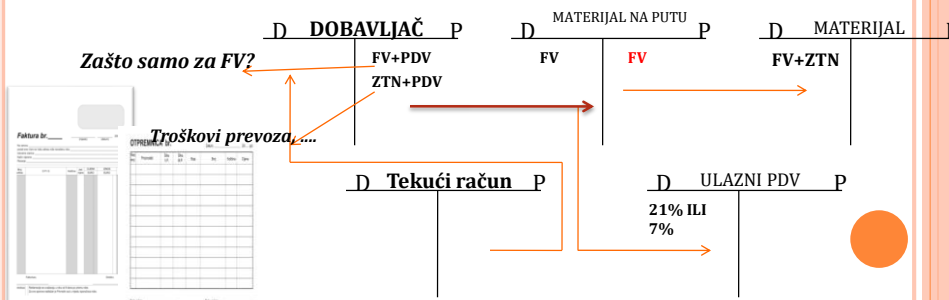 D DOBAVLJAČ P
MATERIJAL NA PUTU
D P
D MATERIJAL
Zašto samo za FV?
FV+PDV
ZTN+PDV
FV FV
FV+ZTN
Faktura br.
Troškovi prevoza, ....
OTPREMNICA
D Tekući račun P
D ULAZNI PDV P
21% ILI
7%